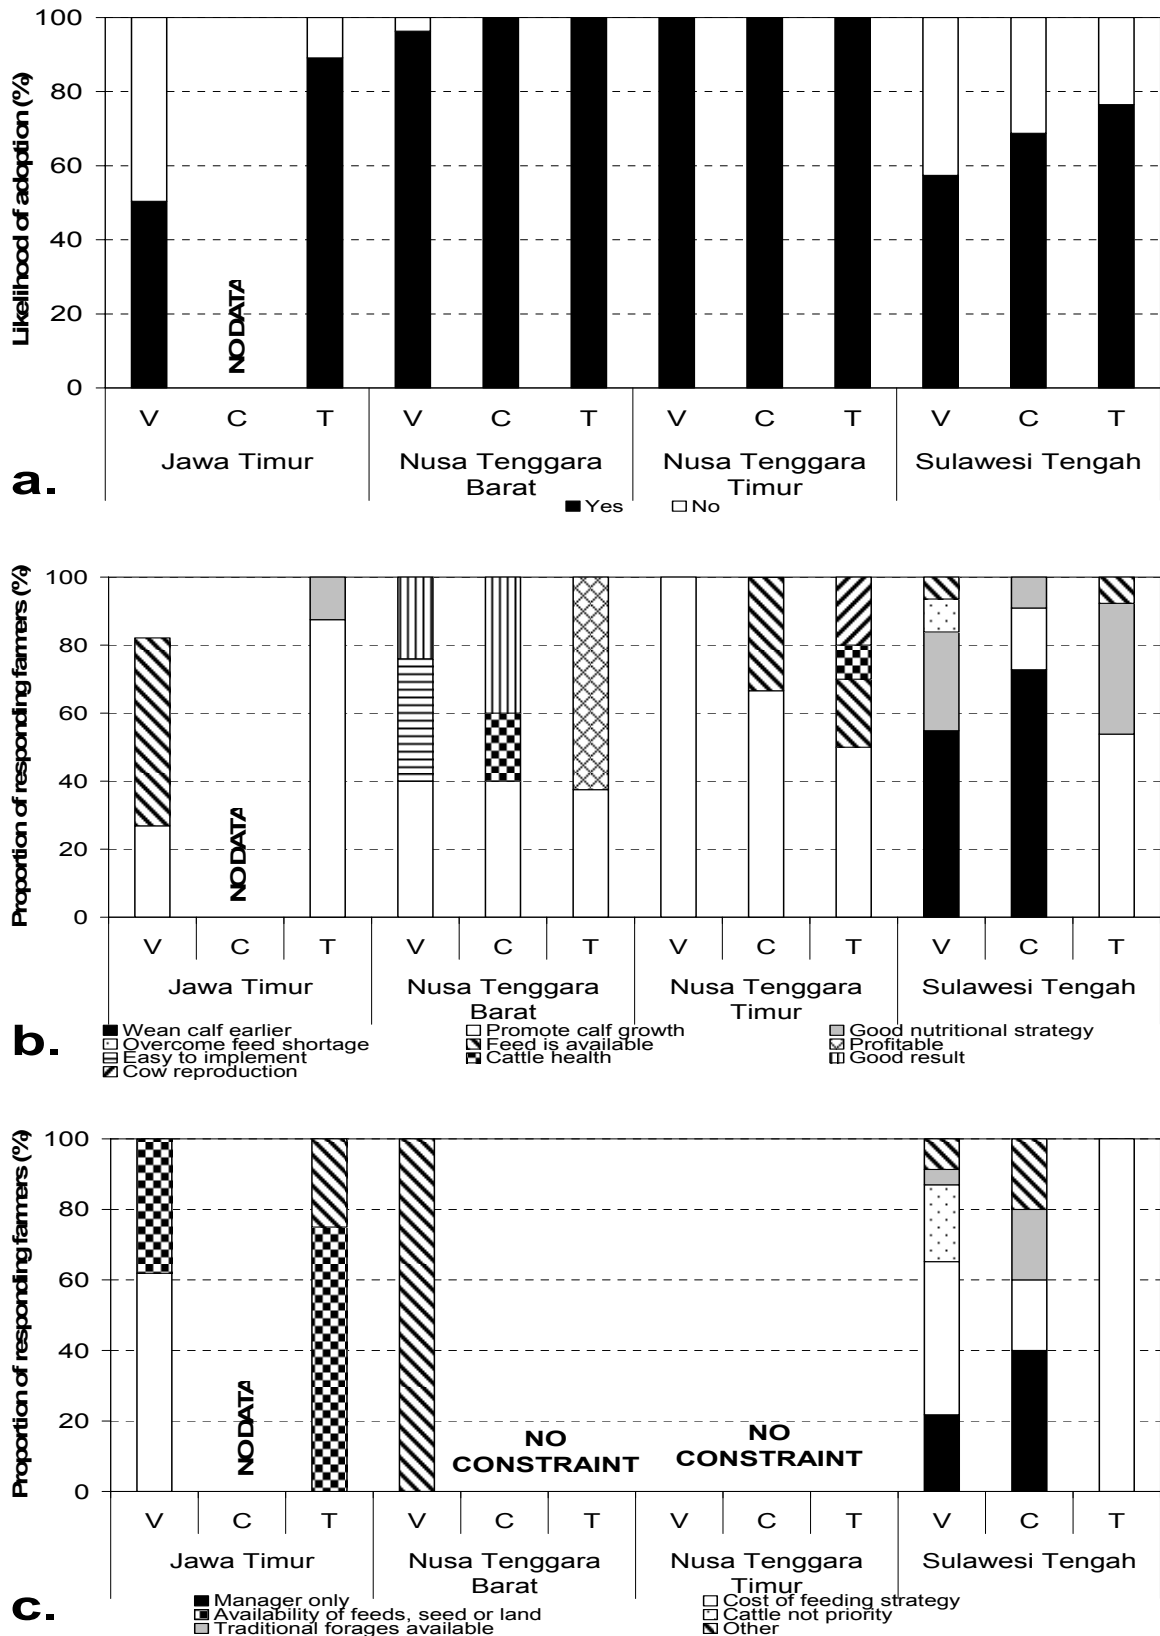 Likelihood of adoption (%)
100
80
60
40
20
0
NO DATA
V C T V C T V C T V C T
Jawa Timur Nusa Tenggara Barat Nusa Tenggara Timur Sulawesi Tengah
a.
Yes No
Proportion of responding farmers (%)
100
80
60
40
20
0
NO DATA
V C T V C T V C T V C T
Jawa Timur Nusa Tenggara Barat Nusa Tenggara Timur Sulawesi Tengah
b.
Wean calf earlier Promote calf growth Good nutritional strategy
Overcome feed shortage Feed is available Profitable
Easy to implement Cattle health Good result
Cow reproduction
Proportion of responding farmers (%)
100
80
60
40
20
0
NO DATA
NO CONSTRAINT
NO CONSTRAINT
V C T V C T V C T V C T
Jawa Timur Nusa Tenggara Barat Nusa Tenggara Timur Sulawesi Tengah
c.
Manager only Cost of feeding strategy
Availability of feeds, seed or land Cattle not priority
Traditional forages available Other